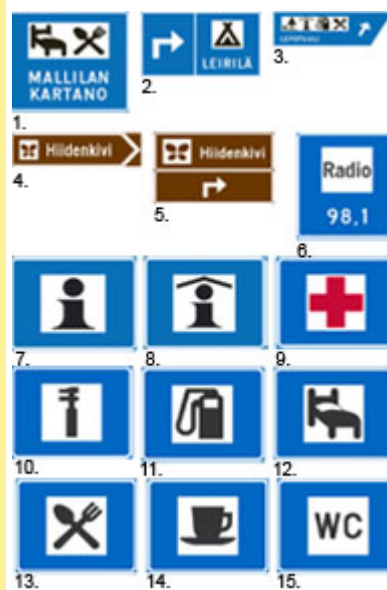 MALLILAN
KARTANO
1.
LEIRILÄ
2.
3.
Hiidenkivi
4.
Hiidenkivi
5.
Radio
98,1
6.
7.
8.
9.
10.
11.
12.
13.
14.
WC
15.